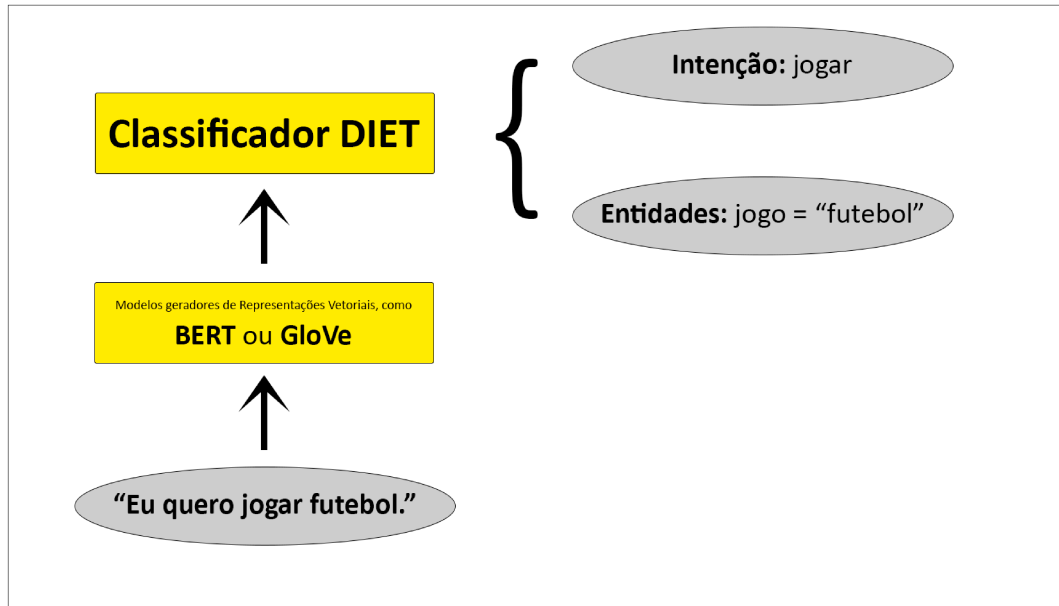 Intenção: jogar
Classificador DIET
Entidades: jogo = “futebol”
Modelos geradores de Representações Vetoriais, como
BERT ou GloVe
“Eu quero jogar futebol.”